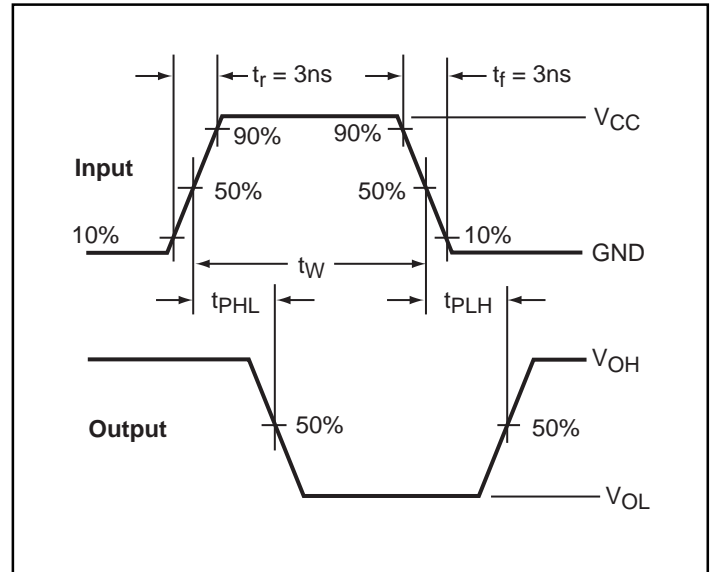 tr = 3ns
tf = 3ns
VCC
90%
90%
Input
50%
50%
10%
10%
GND
tW
tPHL
tPLH
VOH
Output
50%
50%
VOL